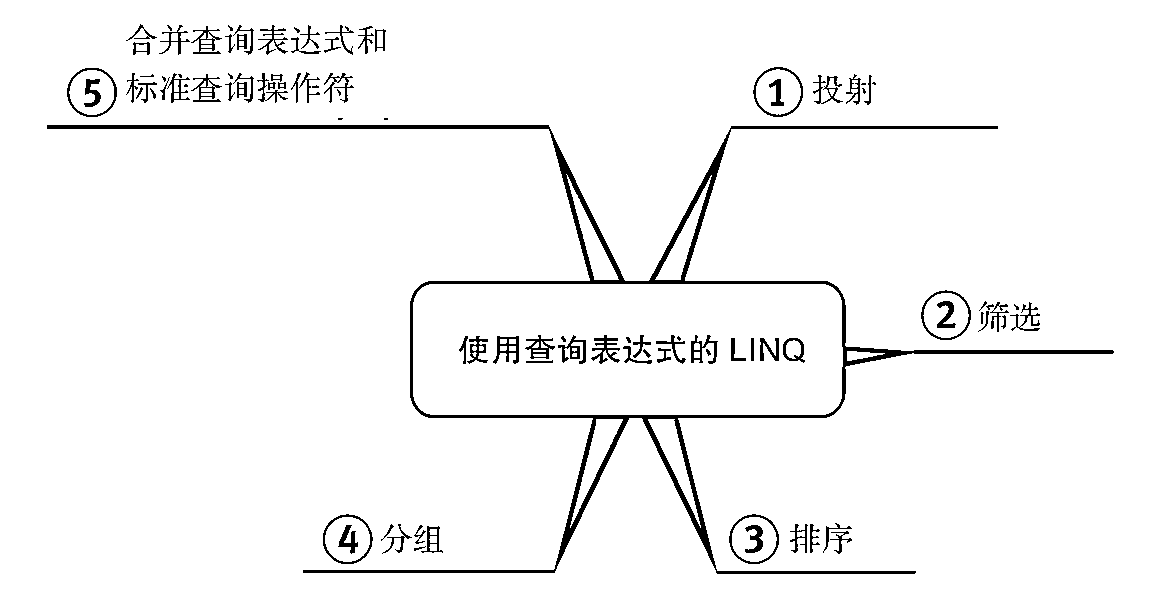 合并查询表达式和
⑤ 标准查询操作符
① 投射
② 筛选
使用查询表达式的 LINQ
④ 分组
③ 排序